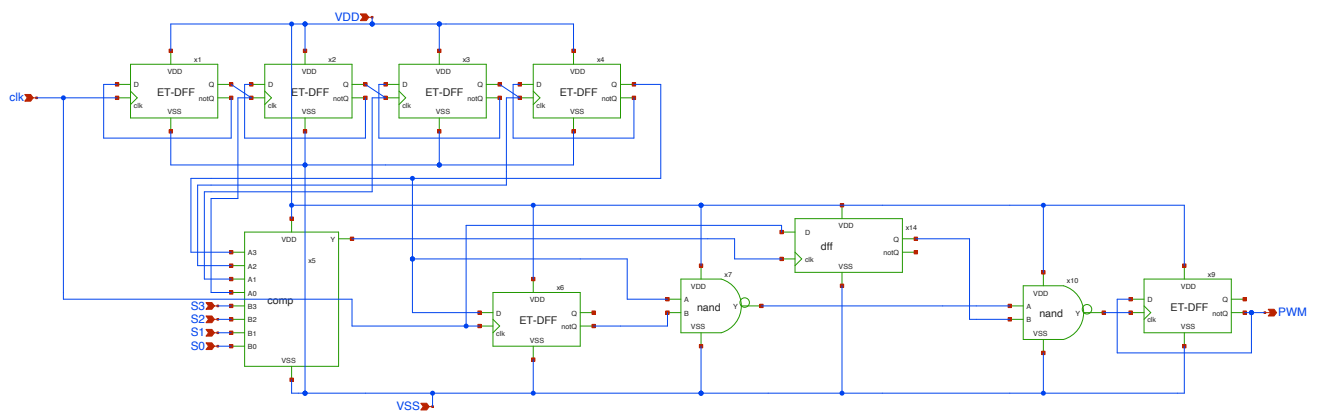 VDD
x1
VDD
D
Q
ET-DFF
clk
notQ
VSS
x2
VDD
D
Q
ET-DFF
clk
notQ
VSS
x3
VDD
D
Q
ET-DFF
clk
notQ
VSS
x4
VDD
D
Q
ET-DFF
clk
notQ
VSS
clk
VDD
Y
x5
A3
A2
A1
A0
comp
B3
B2
B1
B0
VSS
S3
S2
S1
S0
x6
VDD
D
Q
ET-DFF
clk
notQ
VSS
x7
VDD
A
nand
Y
B
VSS
x14
VDD
D
Q
dff
clk
notQ
VSS
x10
VDD
A
nand
Y
B
VSS
x9
VDD
D
Q
ET-DFF
clk
notQ
VSS
PWM
VSS